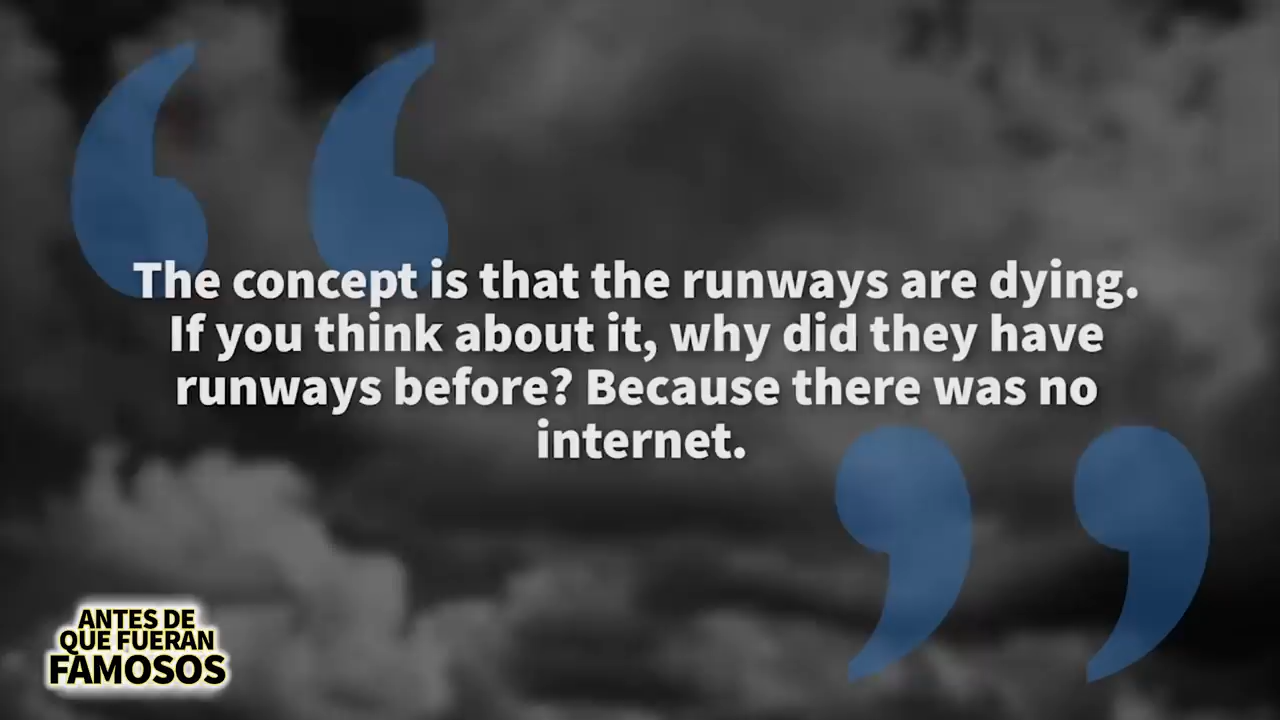 The concept is that the runways are dying.
If you think about it, why did they have
runways before? Because there was no
internet.
ANTES DE
QUE FUERAN
FAMOSOS